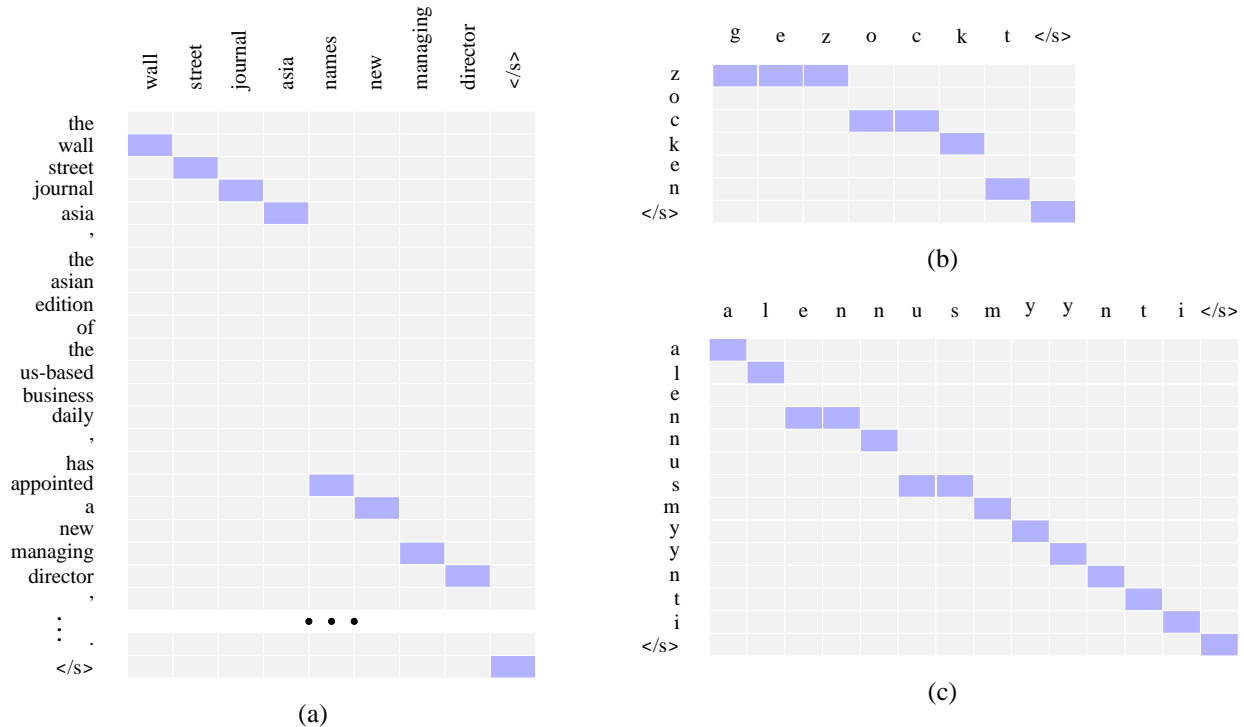 wall street journal asia names new managing director </s>
the
wall
street
journal
asia
,
the
asian
edition
of
the
us-based
business
daily
,
has
appointed
a
new
managing
director
,
.
</s>
(a)
g e z o c k t </s>
z
o
c
k
e
n
</s>
(b)
a l e n n u s m y y n t i </s>
a
l
e
n
n
u
s
m
y
y
n
t
i
</s>
(c)